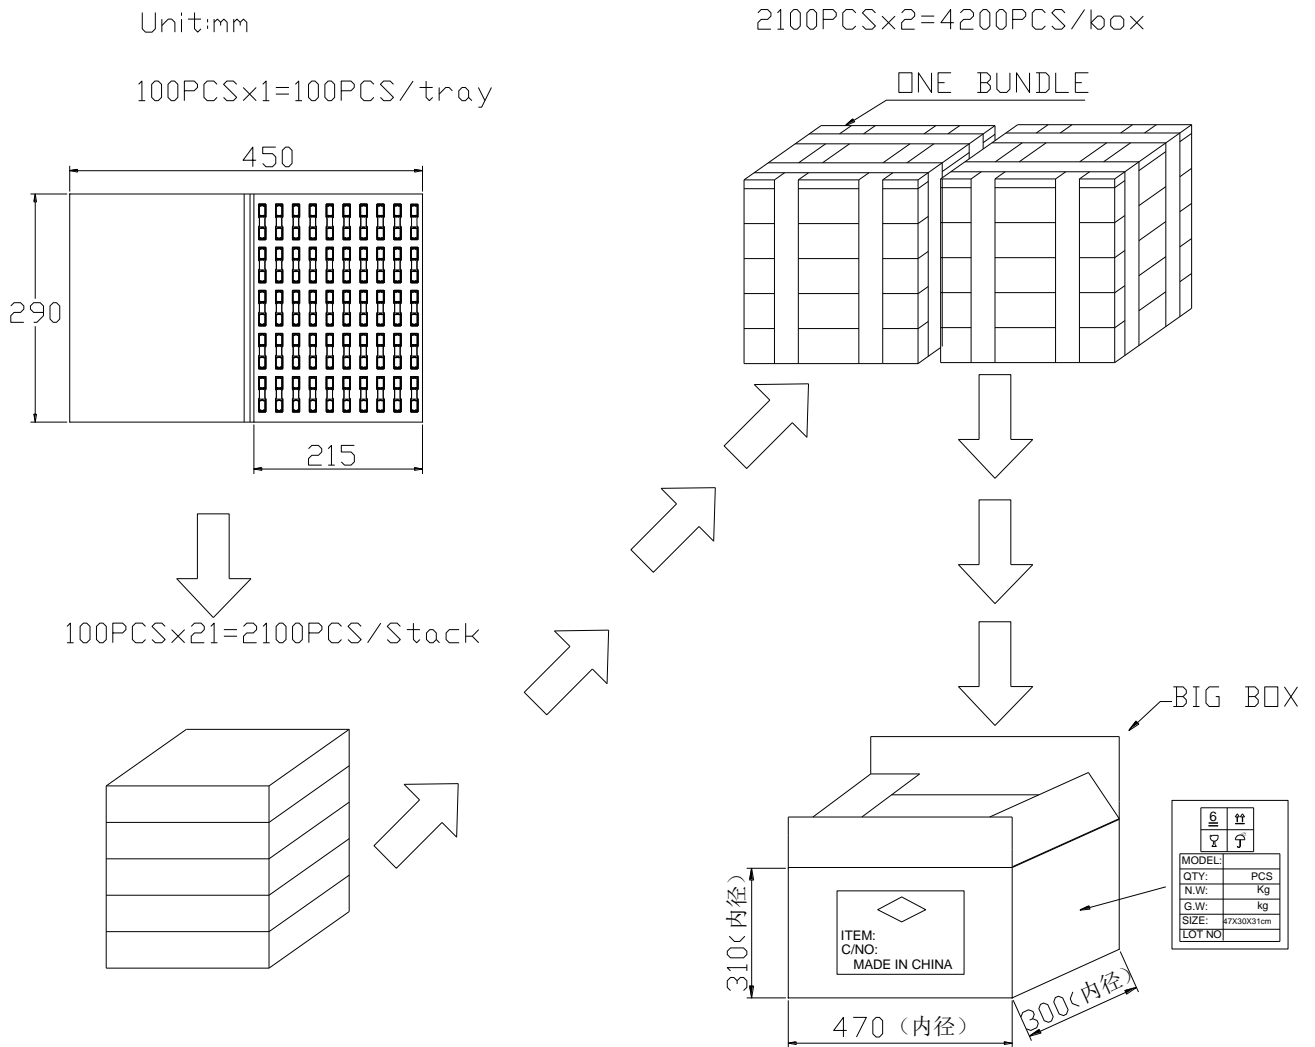 Unit:mm
100PCSx1=100PCS/tray
450
290
215
100PCSx21=2100PCS/Stack
2100PCSx2=4200PCS/box
ONE BUNDLE
BIG BOX
6
MODEL:
QTY: PCS
N.W: Kg
G.W: kg
SIZE: 47X30X31cm
LOT NO
ITEM:
C/NO:
MADE IN CHINA
310(内径)
470（内径）
300(内径)